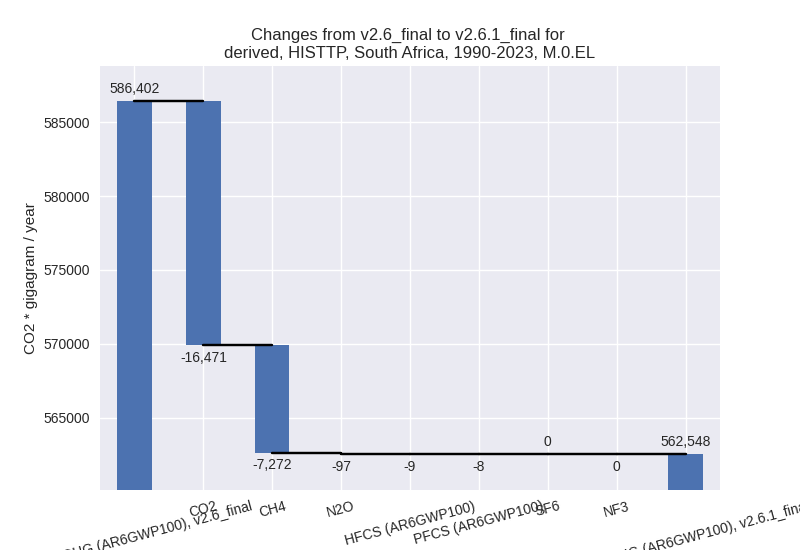 Changes from v2.6_final to v2.6.1_final for
derived, HISTTP, South Africa, 1990-2023, M.0.EL
CO2 * gigagram / year
585000
580000
575000
570000
565000
586,402
-16,471
-7,272
-97
-9
-8
0
0
562,548
(AR6GWP100), v2.6_final
CO2
CH4
N2O
HFCS (AR6GWP100)
PFCS (AR6GWP100)
SF6
NF3
(AR6GWP100), v2.6.1_final